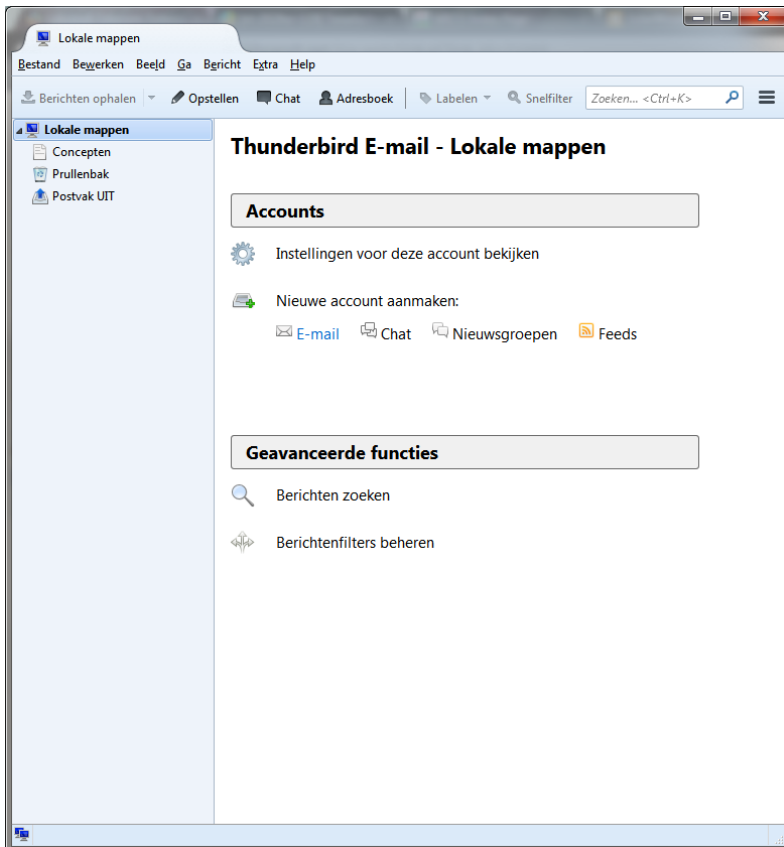 Lokale mappen
Bestand Bewerken Beeld Ga Bericht Extra Help
Berichten ophalen Opstellen Chat Adresboek Labelen Snelfilter Zoeken... <Ctrl+K>
Lokale mappen
Concepten
Prullenbak
Postvak UIT
Thunderbird E-mail - Lokale mappen
Accounts
Instellingen voor deze account bekijken
Nieuwe account aanmaken:
E-mail Chat Nieuwsgroepen Feeds
Geavanceerde functies
Berichten zoeken
Berichtenfilters beheren